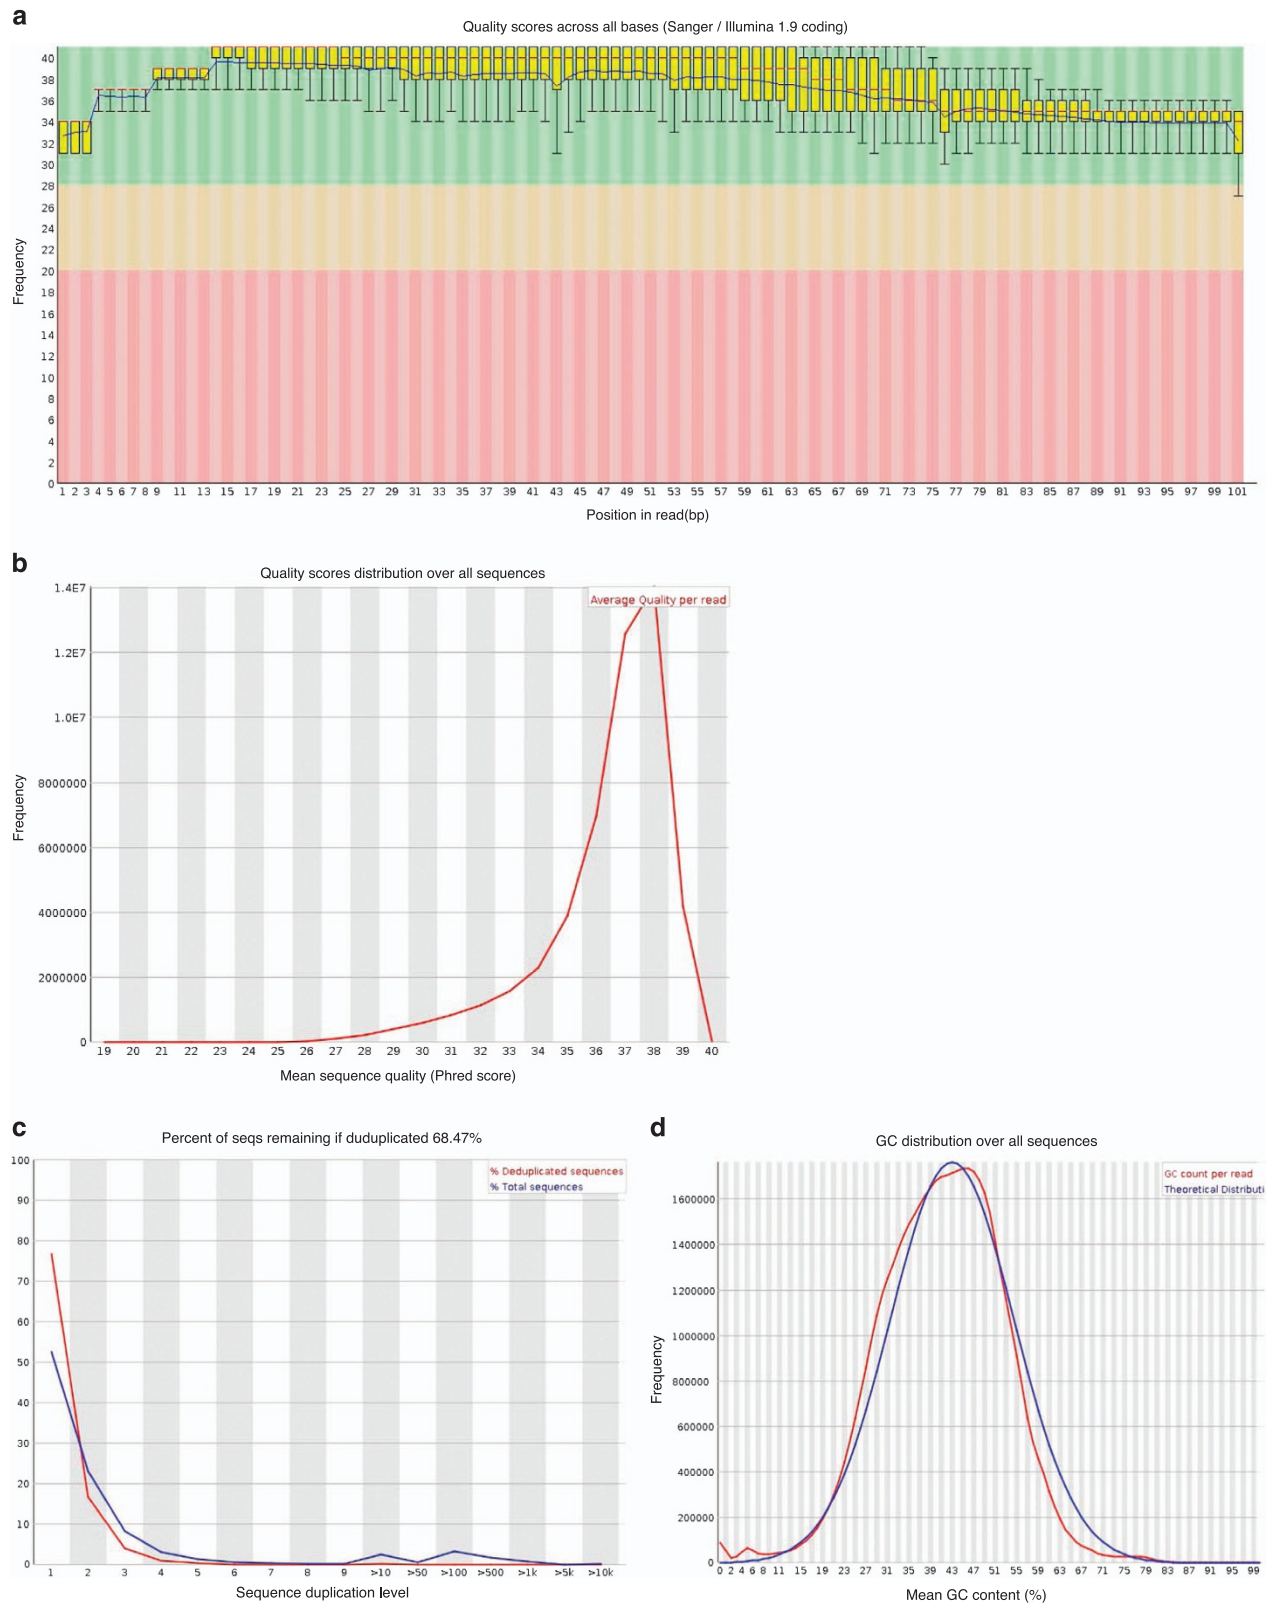 a
Quality scores across all bases (Sanger / Illumina 1.9 coding)
40
38
36
34
32
30
28
26
24
22
20
18
16
14
12
10
8
6
4
2
0
Frequency
1 2 3 4 5 6 7 8 9 11 13 15 17 19 21 23 25 27 29 31 33 35 37 39 41 43 45 47 49 51 53 55 57 59 61 63 65 67 69 71 73 75 77 79 81 83 85 87 89 91 93 95 97 99 101
Position in read(bp)
b
Quality scores distribution over all sequences
Average Quality per read
1.4E7
1.2E7
1.0E7
8000000
6000000
4000000
2000000
0
Frequency
19 20 21 22 23 24 25 26 27 28 29 30 31 32 33 34 35 36 37 38 39 40
Mean sequence quality (Phred score)
c
Percent of seqs remaining if duduplicated 68.47%
% Deduplicated sequences
% Total sequences
100
90
80
70
60
50
40
30
20
10
0
1 2 3 4 5 6 7 8 9 >10 >50 >100 >500 >1k >5k >10k
Sequence duplication level
d
GC distribution over all sequences
GC count per read
Theoretical Distributi
1600000
1400000
1200000
1000000
800000
600000
400000
200000
0
Frequency
0 2 4 6 8 11 15 19 23 27 31 35 39 43 47 51 55 59 63 67 71 75 79 83 87 91 95 99
Mean GC content (%)